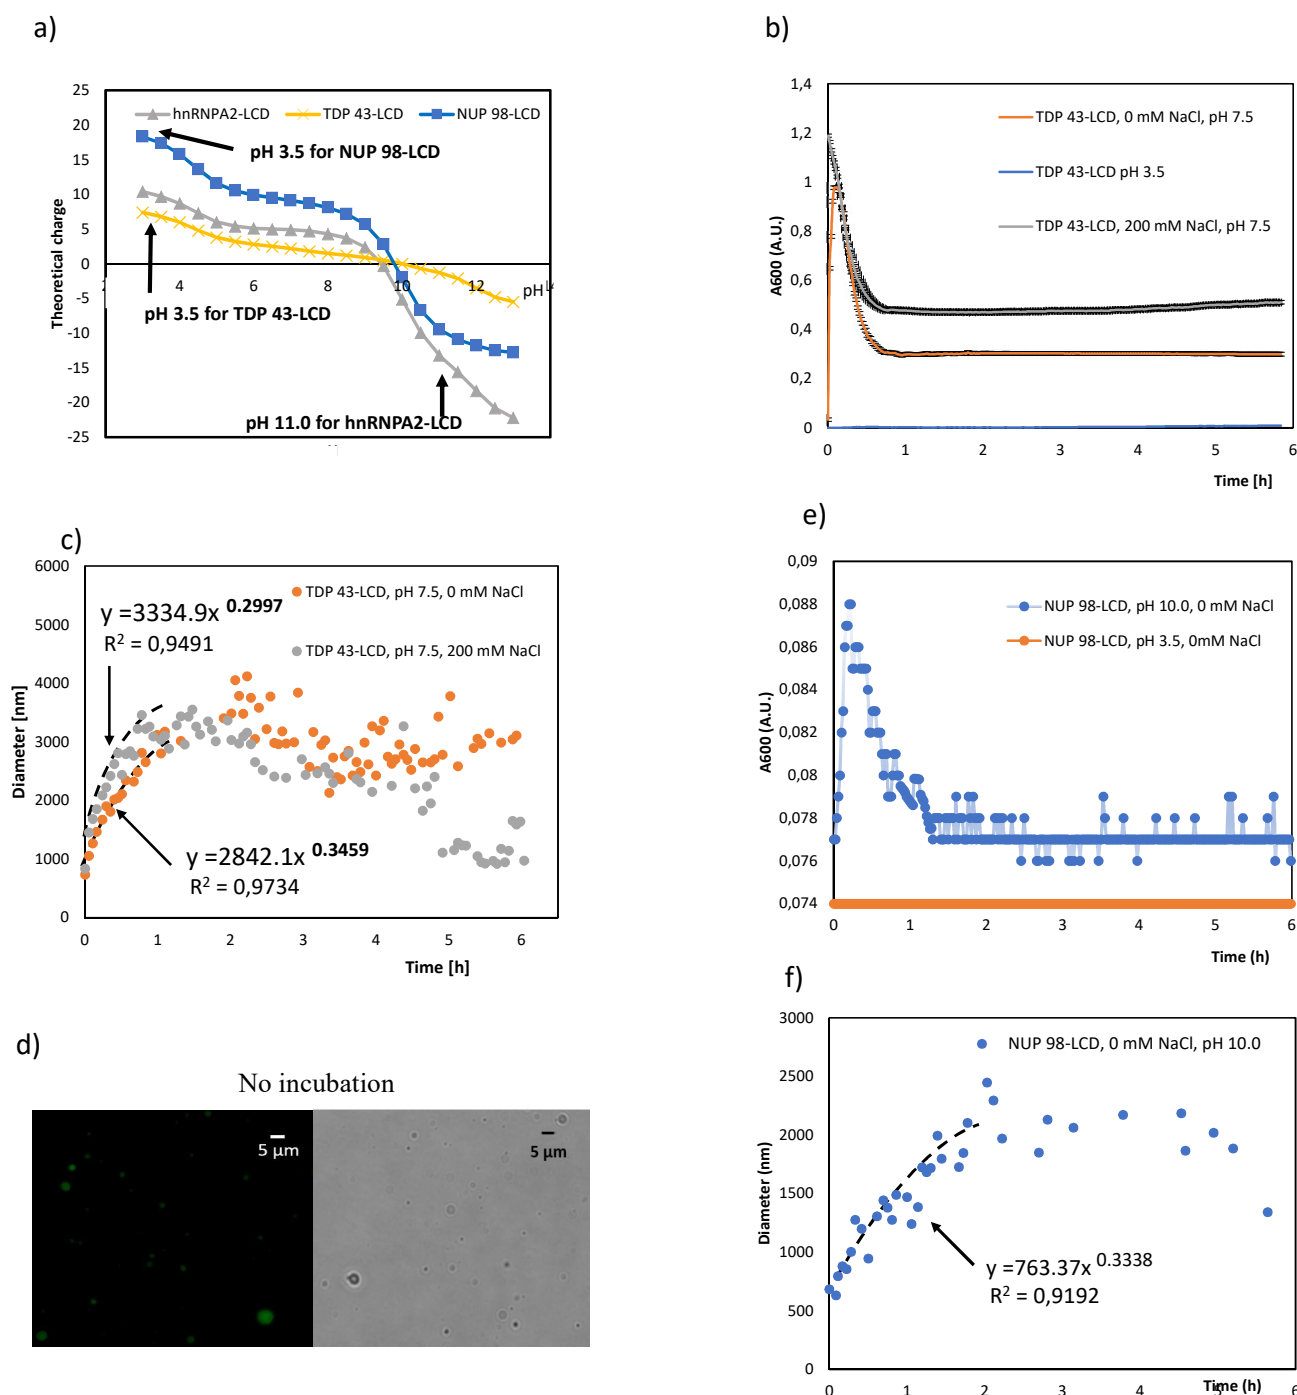 a)
25
20
15
10
5
0
-5
-10
-15
-20
-25
Theoretical charge
hnRNPA2-LCD
TDP 43-LCD
NUP 98-LCD
pH 3.5 for NUP 98-LCD
4
6
8
10
12
14
pH
pH 3.5 for TDP 43-LCD
pH 11.0 for hnRNPA2-LCD
b)
1,4
1,2
1
0,8
0,6
0,4
0,2
0
A600 (A.U.)
TDP 43-LCD, 0 mM NaCl, pH 7.5
TDP 43-LCD pH 3.5
TDP 43-LCD, 200 mM NaCl, pH 7.5
0
1
2
3
4
5
6
Time [h]
c)
6000
5000
4000
3000
2000
1000
0
Diameter [nm]
TDP 43-LCD, pH 7.5, 0 mM NaCl
TDP 43-LCD, pH 7.5, 200 mM NaCl
y =3334.9x 0.2997
R2 = 0,9491
y =2842.1x 0.3459
R2 = 0,9734
0
1
2
3
4
5
6
Time [h]
e)
0,09
0,088
0,086
0,084
0,082
0,08
0,078
0,076
0,074
A600 (A.U.)
NUP 98-LCD, pH 10.0, 0 mM NaCl
NUP 98-LCD, pH 3.5, 0mM NaCl
0
1
2
3
4
5
6
Time (h)
d)
No incubation
5 µm
5 µm
f)
3000
2500
2000
1500
1000
500
0
Diameter (nm)
NUP 98-LCD, 0 mM NaCl, pH 10.0
y =763.37x 0.3338
R2 = 0,9192
0
1
2
3
4
5
6
Time (h)